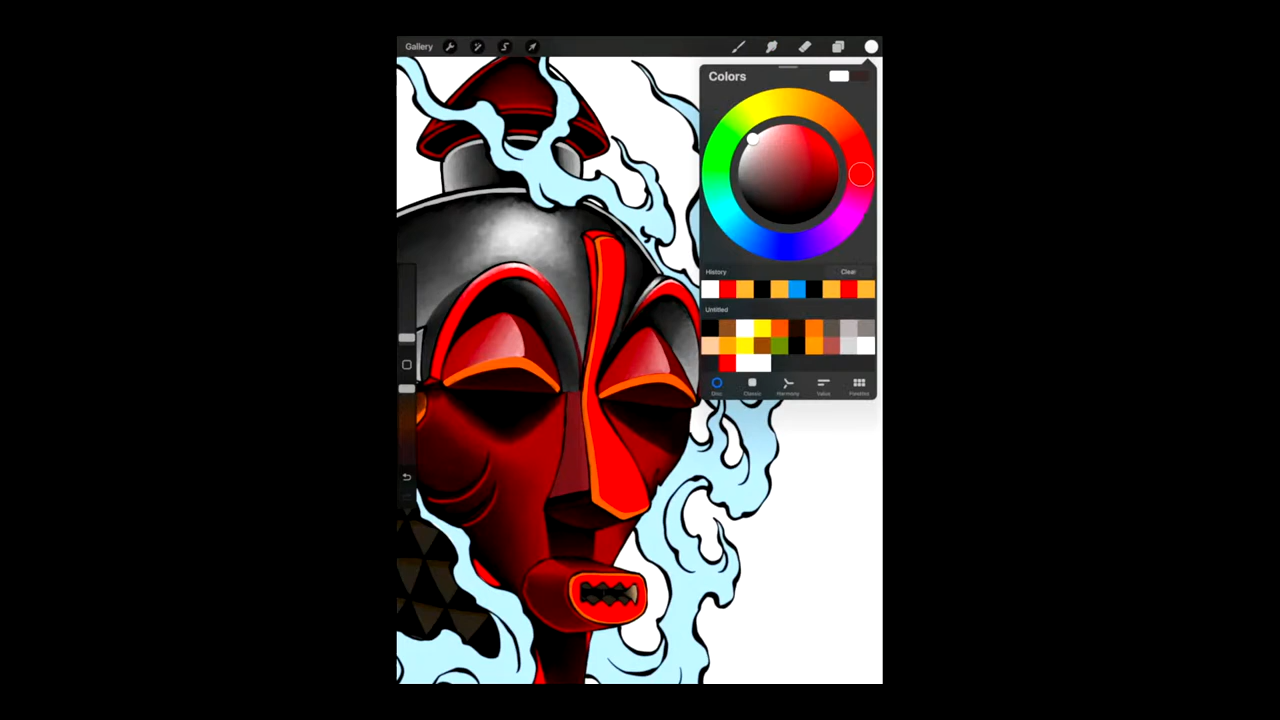 Gallery
Colors
History Clear
Untitled
Disc Classic Harmony Value Palettes